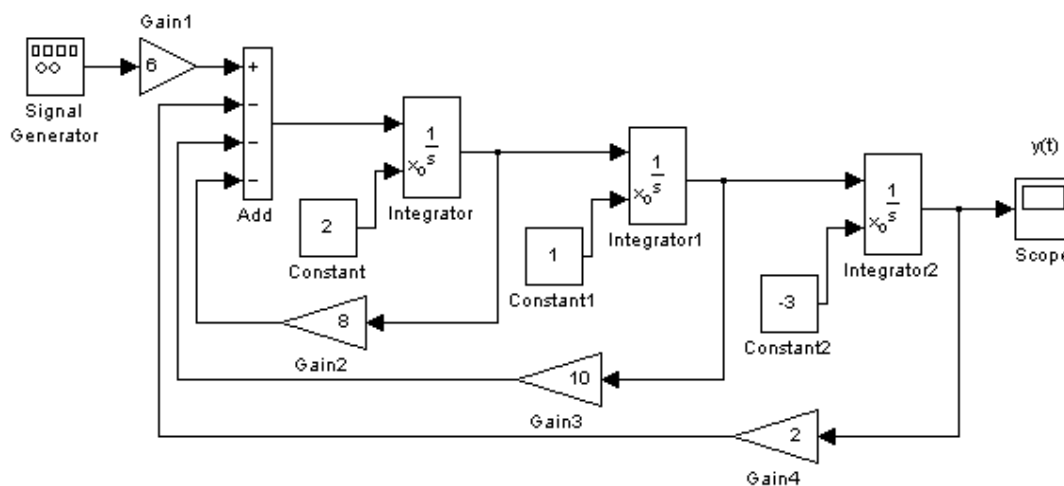 Gain1
6
+
−
−
−
Signal
Generator
Add
1
s
x₀
Integrator
2
Constant
1
s
x₀
Integrator1
1
Constant1
1
s
x₀
Integrator2
-3
Constant2
y(t)
Scope
8
Gain2
10
Gain3
2
Gain4